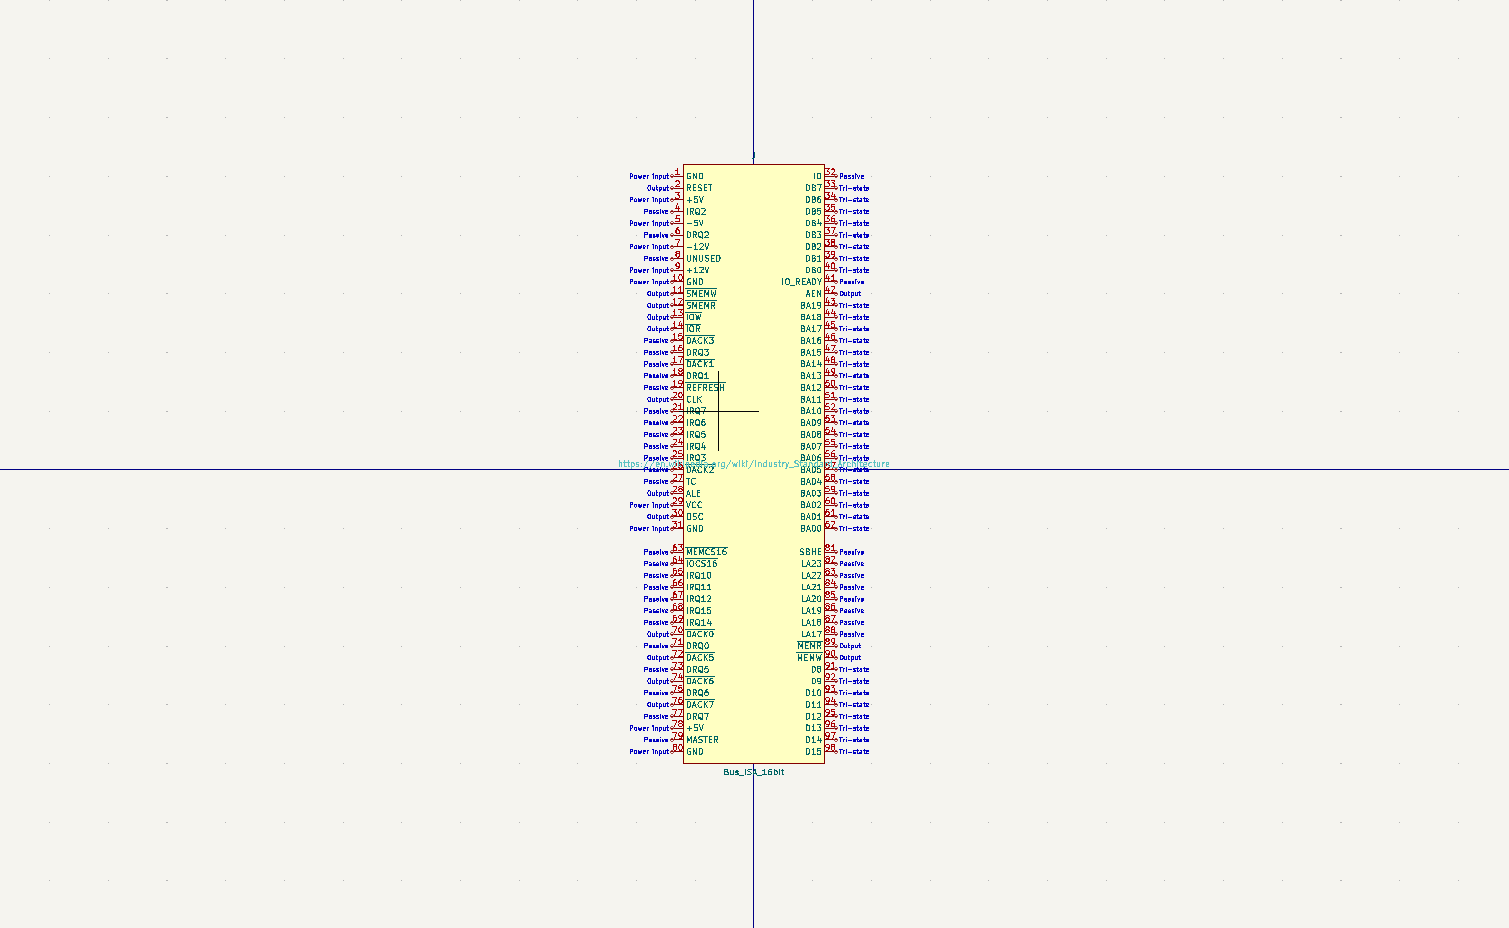 J
Power Input 1 GND IO 32 Passive
Output 2 RESET DB7 33 Tri-state
Power Input 3 +5V DB6 34 Tri-state
Passive 4 IRQ2 DB5 35 Tri-state
Power Input 5 -5V DB4 36 Tri-state
Passive 6 DRQ2 DB3 37 Tri-state
Power Input 7 -12V DB2 38 Tri-state
Passive 8 UNUSED DB1 39 Tri-state
Power Input 9 +12V DB0 40 Tri-state
Power Input 10 GND IO_READY 41 Passive
Output 11 SMEMW AEN 42 Output
Output 12 SMEMR BA19 43 Tri-state
Output 13 IOW BA18 44 Tri-state
Output 14 IOR BA17 45 Tri-state
Passive 15 DACK3 BA16 46 Tri-state
Passive 16 DRQ3 BA15 47 Tri-state
Passive 17 DACK1 BA14 48 Tri-state
Passive 18 DRQ1 BA13 49 Tri-state
Passive 19 REFRESH BA12 50 Tri-state
Output 20 CLK BA11 51 Tri-state
Passive 21 IRQ7 BA10 52 Tri-state
Passive 22 IRQ6 BA09 53 Tri-state
Passive 23 IRQ5 BA08 54 Tri-state
Passive 24 IRQ4 BA07 55 Tri-state
Passive 25 IRQ3 BA06 56 Tri-state
https://en.wikipedia.org/wiki/Industry_Standard_Architecture
Passive 26 DACK2 BA05 57 Tri-state
Passive 27 TC BA04 58 Tri-state
Output 28 ALE BA03 59 Tri-state
Power Input 29 VCC BA02 60 Tri-state
Output 30 OSC BA01 61 Tri-state
Power Input 31 GND BA00 62 Tri-state
Passive 63 MEMCS16 SBHE 81 Passive
Passive 64 IOCS16 LA23 82 Passive
Passive 65 IRQ10 LA22 83 Passive
Passive 66 IRQ11 LA21 84 Passive
Passive 67 IRQ12 LA20 85 Passive
Passive 68 IRQ15 LA19 86 Passive
Passive 69 IRQ14 LA18 87 Passive
Output 70 DACK0 LA17 88 Passive
Passive 71 DRQ0 MEMR 89 Output
Output 72 DACK5 MEMW 90 Output
Passive 73 DRQ5 D8 91 Tri-state
Output 74 DACK6 D9 92 Tri-state
Passive 75 DRQ6 D10 93 Tri-state
Output 76 DACK7 D11 94 Tri-state
Passive 77 DRQ7 D12 95 Tri-state
Power Input 78 +5V D13 96 Tri-state
Passive 79 MASTER D14 97 Tri-state
Power Input 80 GND D15 98 Tri-state
Bus_ISA_16bit